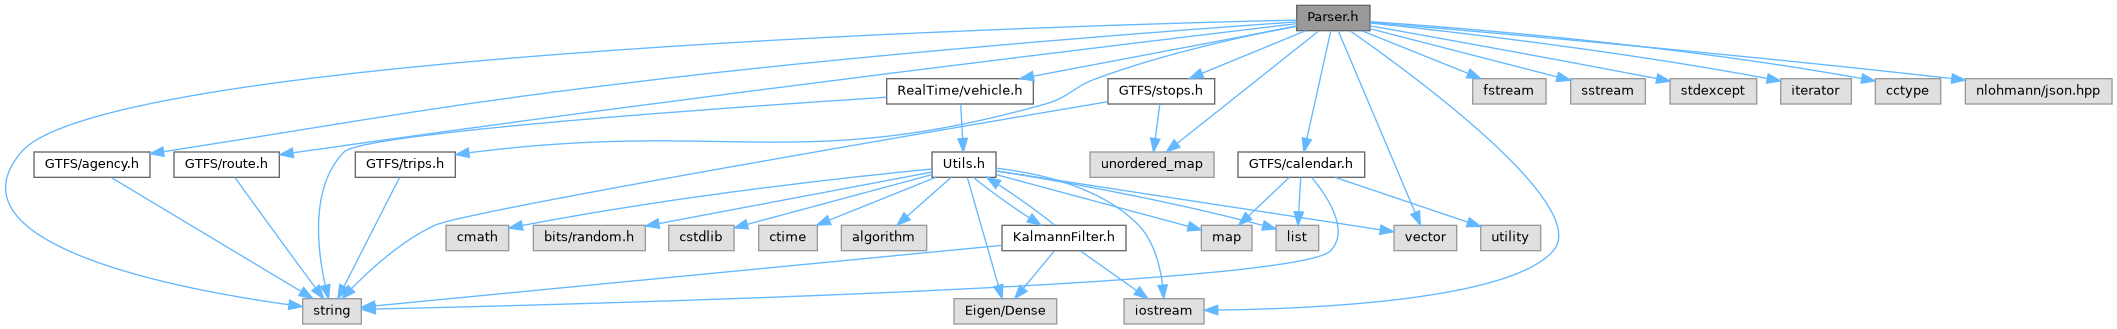 Parser.h
RealTime/vehicle.h
GTFS/stops.h
fstream
sstream
stdexcept
iterator
cctype
nlohmann/json.hpp
GTFS/agency.h
GTFS/route.h
GTFS/trips.h
Utils.h
unordered_map
GTFS/calendar.h
cmath
bits/random.h
cstdlib
ctime
algorithm
KalmannFilter.h
map
list
vector
utility
string
Eigen/Dense
iostream